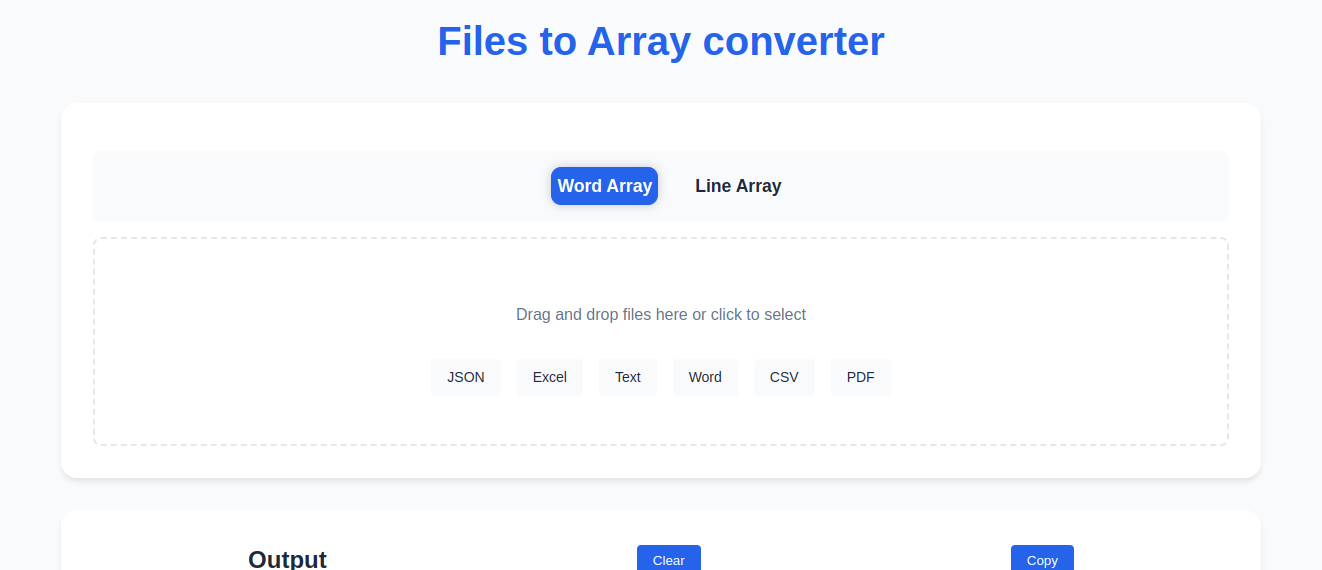 Files to Array converter
Word Array Line Array
Drag and drop files here or click to select
JSON Excel Text Word CSV PDF
Output Clear Copy